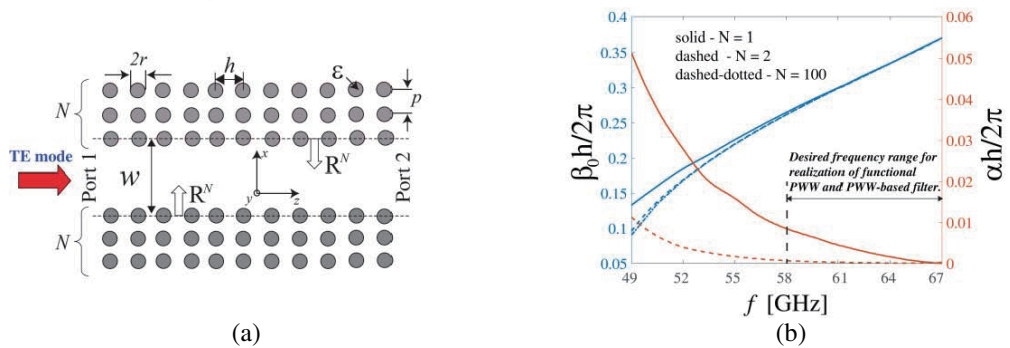 2r
h
ε
p
N
TE mode
Port 1
w
x
y
z
R^N
R^N
Port 2
N
(a)
solid - N = 1
dashed - N = 2
dashed-dotted - N = 100
Desired frequency range for
realization of functional
PWW and PWW-based filter.
β₀h/2π
αh/2π
0.4
0.35
0.3
0.25
0.2
0.15
0.1
0.05
0.06
0.05
0.04
0.03
0.02
0.01
0
49 52 55 58 61 64 67
f [GHz]
(b)